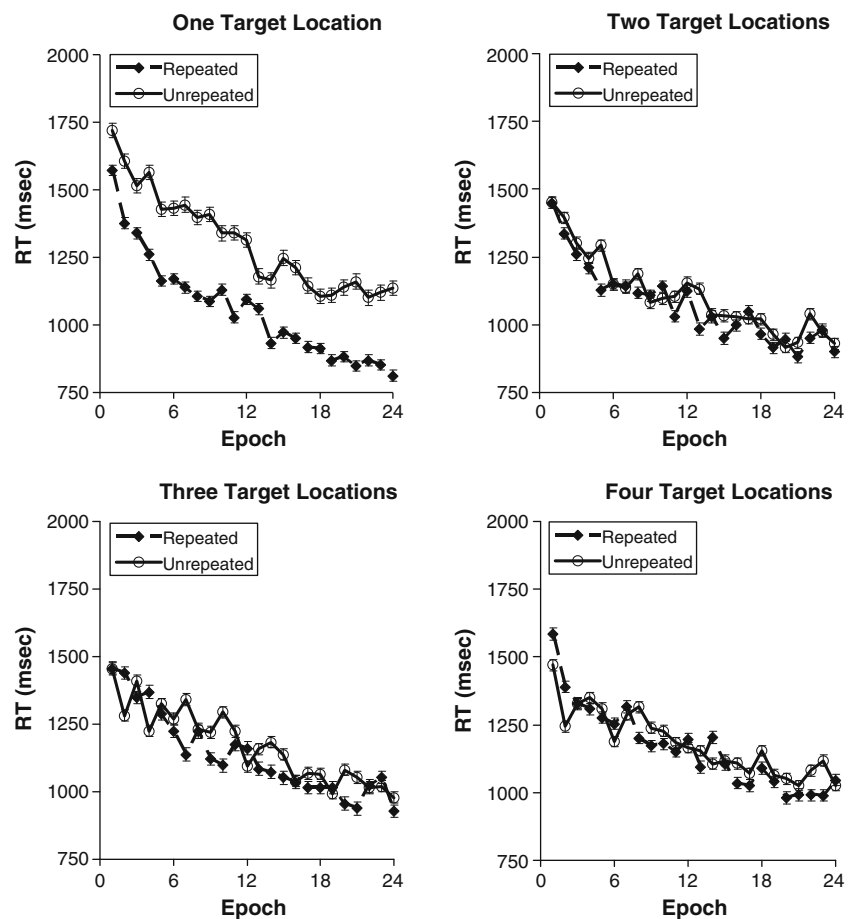 One Target Location
Repeated
Unrepeated
2000
1750
1500
1250
1000
750
RT (msec)
0 6 12 18 24
Epoch
Two Target Locations
Repeated
Unrepeated
2000
1750
1500
1250
1000
750
RT (msec)
0 6 12 18 24
Epoch
Three Target Locations
Repeated
Unrepeated
2000
1750
1500
1250
1000
750
RT (msec)
0 6 12 18 24
Epoch
Four Target Locations
Repeated
Unrepeated
2000
1750
1500
1250
1000
750
RT (msec)
0 6 12 18 24
Epoch